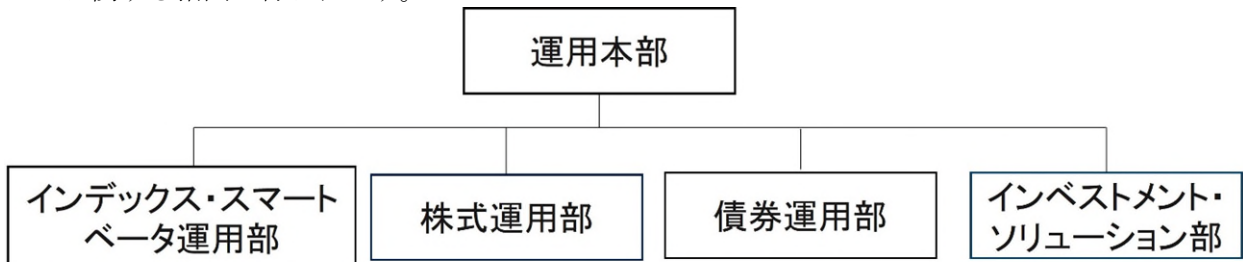 運用本部
インデックス・スマート
ベータ運用部
株式運用部
債券運用部
インベストメント・
ソリューション部